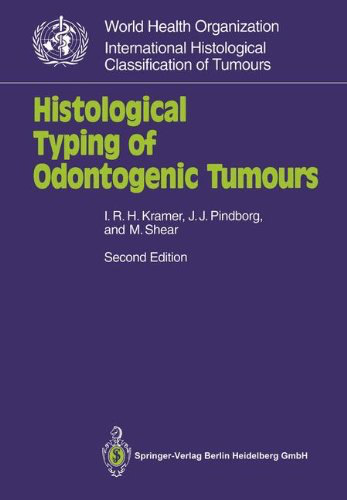 World Health Organization
International Histological
Classification of Tumours
Histological
Typing of
Odontogenic Tumours
I. R. H. Kramer, J. J. Pindborg,
and M. Shear
Second Edition
Springer-Verlag Berlin Heidelberg GmbH